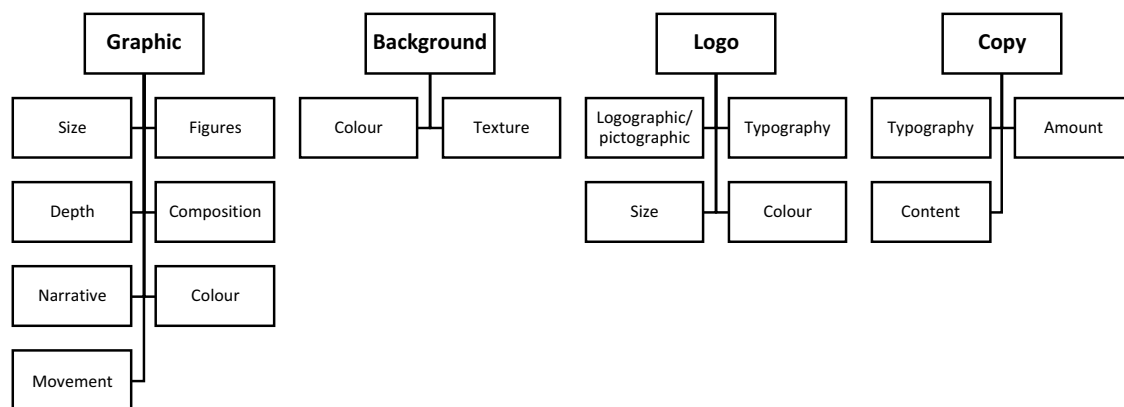 Graphic
Background
Logo
Copy
Size
Figures
Colour
Texture
Logographic/
pictographic
Typography
Typography
Amount
Depth
Composition
Size
Colour
Content
Narrative
Colour
Movement